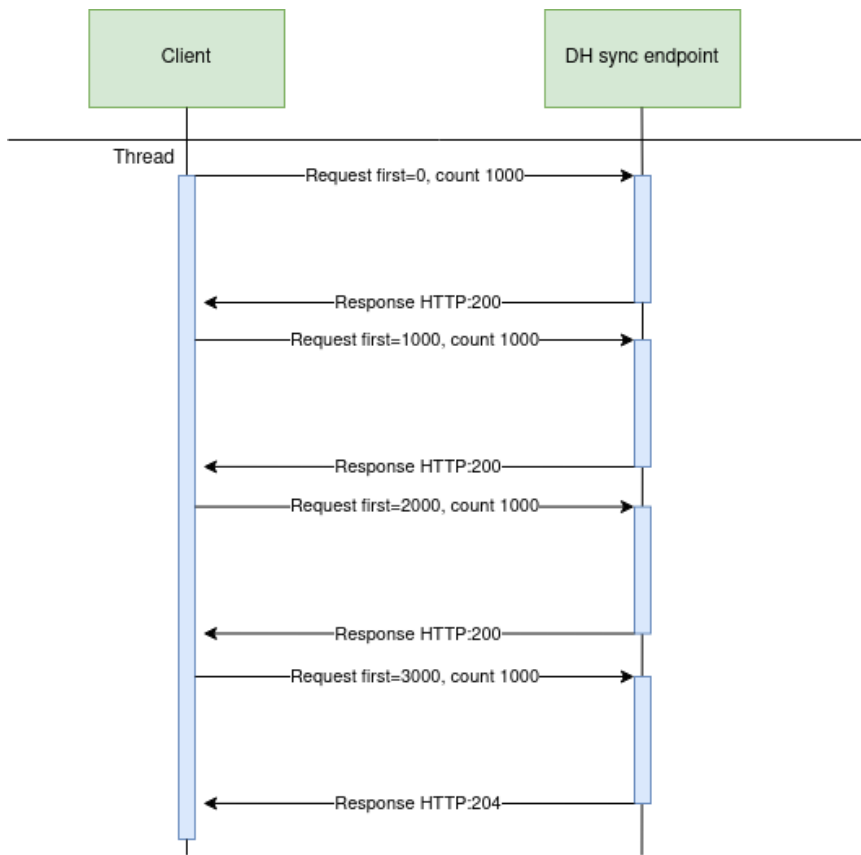 Client
DH sync endpoint
Thread
Request first=0, count 1000
Response HTTP:200
Request first=1000, count 1000
Response HTTP:200
Request first=2000, count 1000
Response HTTP:200
Request first=3000, count 1000
Response HTTP:204